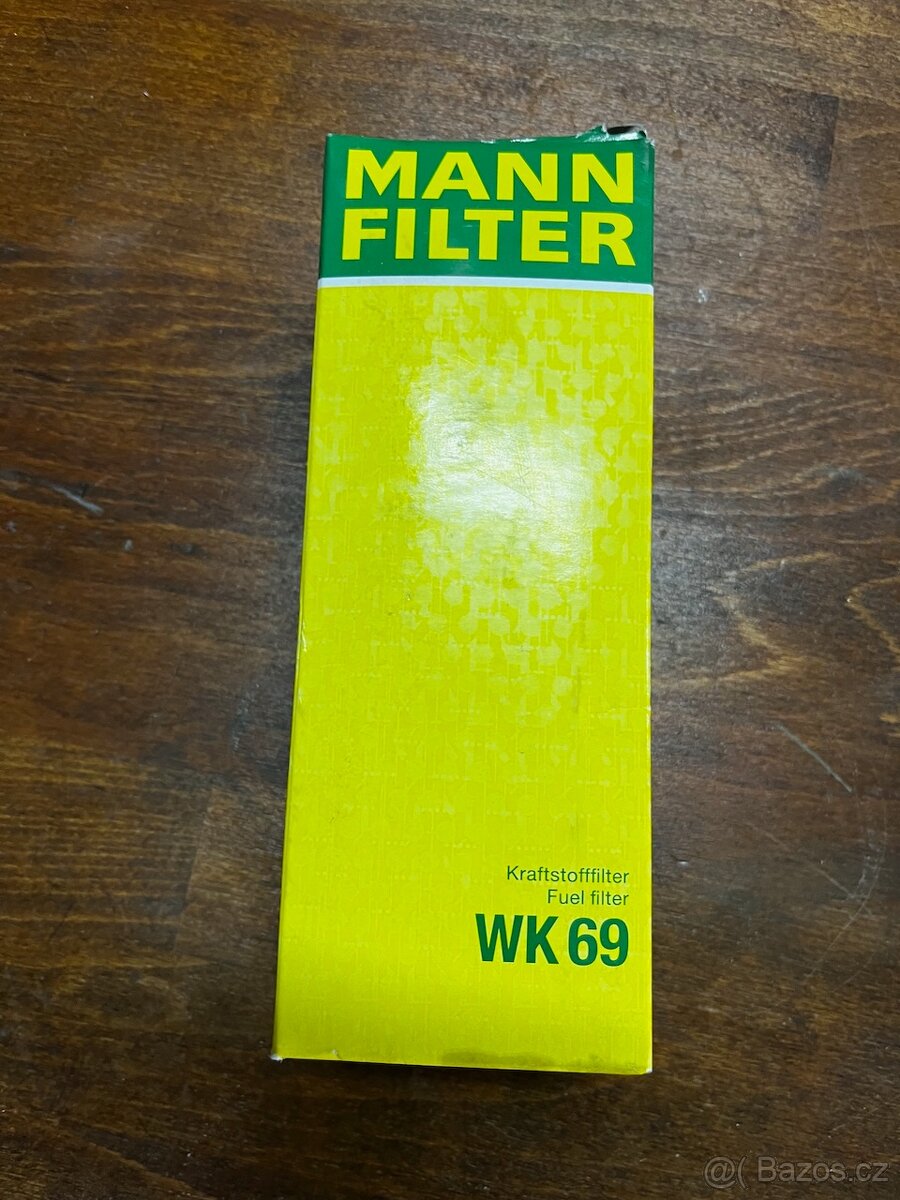 MANN
FILTER
Kraftstofffilter
Fuel filter
WK 69
@( Bazos.cz